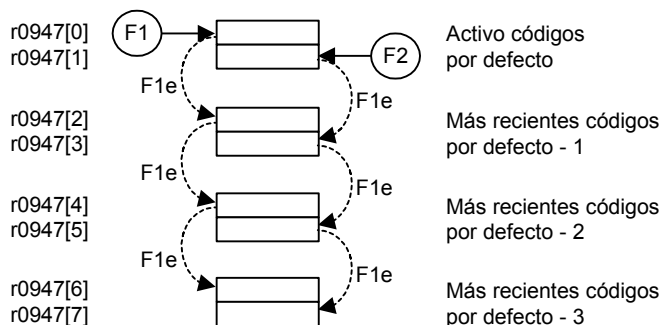 r0947[0] F1 Activo códigos
r0947[1] F2 por defecto
F1e F1e
r0947[2] Más recientes códigos
r0947[3] por defecto - 1
F1e F1e
r0947[4] Más recientes códigos
r0947[5] por defecto - 2
F1e F1e
r0947[6] Más recientes códigos
r0947[7] por defecto - 3